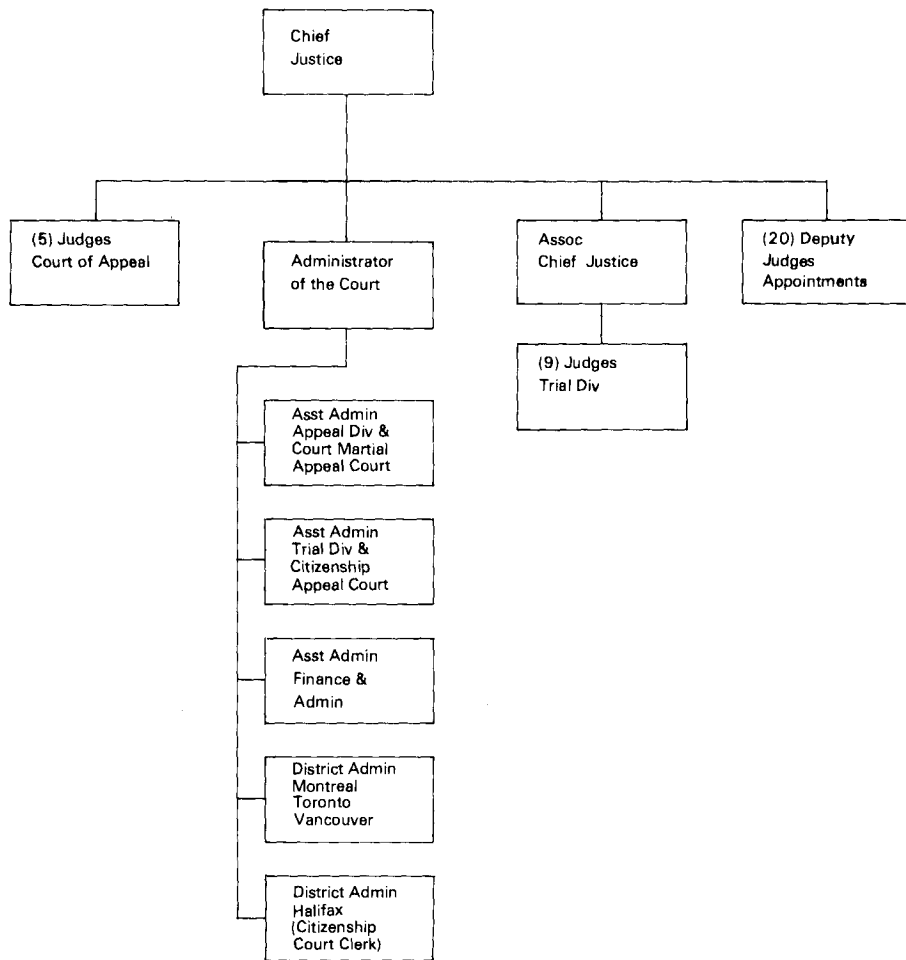 Chief
Justice
(5) Judges
Court of Appeal
Administrator
of the Court
Assoc
Chief Justice
(20) Deputy
Judges
Appointments
(9) Judges
Trial Div
Asst Admin
Appeal Div &
Court Martial
Appeal Court
Asst Admin
Trial Div &
Citizenship
Appeal Court
Asst Admin
Finance &
Admin
District Admin
Montreal
Toronto
Vancouver
District Admin
Halifax
(Citizenship
Court Clerk)